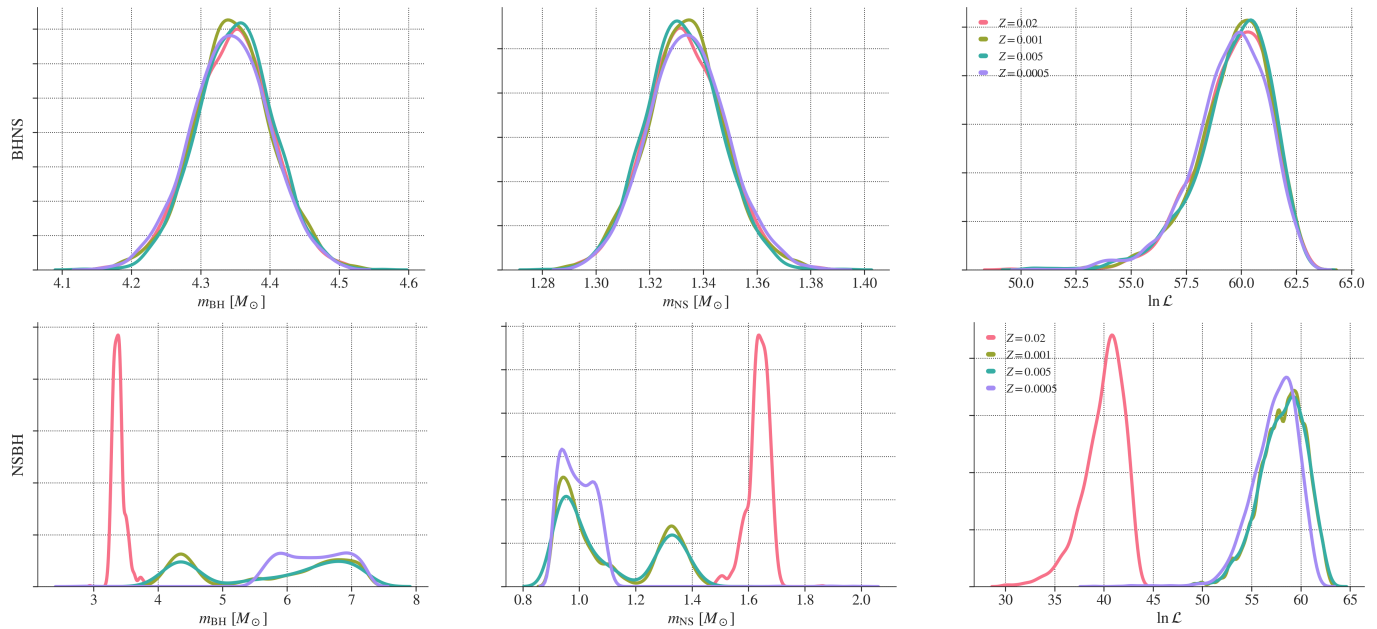 BHNS
4.1 4.2 4.3 4.4 4.5 4.6
m_BH [M_⊙]
1.28 1.30 1.32 1.34 1.36 1.38 1.40
m_NS [M_⊙]
Z=0.02
Z=0.001
Z=0.005
Z=0.0005
50.0 52.5 55.0 57.5 60.0 62.5 65.0
ln ℒ
NSBH
3 4 5 6 7 8
m_BH [M_⊙]
0.8 1.0 1.2 1.4 1.6 1.8 2.0
m_NS [M_⊙]
Z=0.02
Z=0.001
Z=0.005
Z=0.0005
30 35 40 45 50 55 60 65
ln ℒ